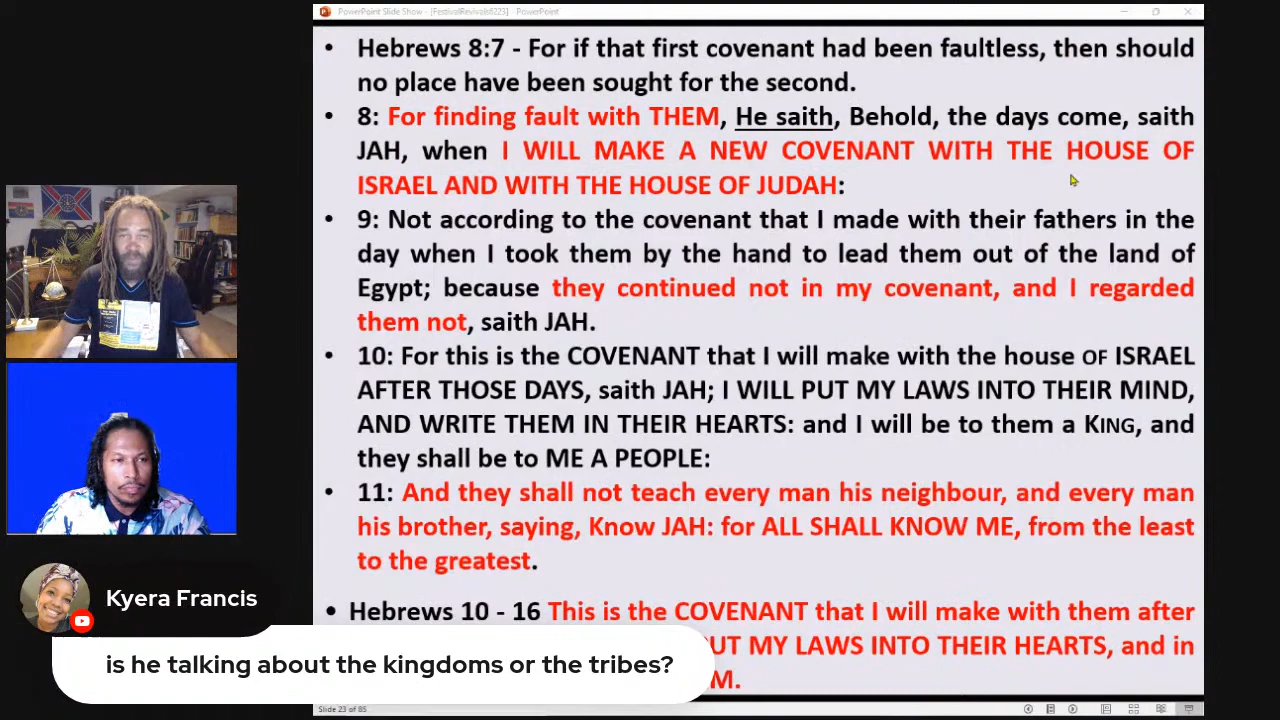 PowerPoint Slide Show - [FestivalRevivals6223] - PowerPoint
• Hebrews 8:7 - For if that first covenant had been faultless, then should
no place have been sought for the second.
• 8: For finding fault with THEM, He saith, Behold, the days come, saith
JAH, when I WILL MAKE A NEW COVENANT WITH THE HOUSE OF
ISRAEL AND WITH THE HOUSE OF JUDAH:
• 9: Not according to the covenant that I made with their fathers in the
day when I took them by the hand to lead them out of the land of
Egypt; because they continued not in my covenant, and I regarded
them not, saith JAH.
• 10: For this is the COVENANT that I will make with the house OF ISRAEL
AFTER THOSE DAYS, saith JAH; I WILL PUT MY LAWS INTO THEIR MIND,
AND WRITE THEM IN THEIR HEARTS: and I will be to them a KING, and
they shall be to ME A PEOPLE:
• 11: And they shall not teach every man his neighbour, and every man
his brother, saying, Know JAH: for ALL SHALL KNOW ME, from the least
to the greatest.
• Hebrews 10 - 16 This is the COVENANT that I will make with them after
PUT MY LAWS INTO THEIR HEARTS, and in
M.
Kyera Francis
is he talking about the kingdoms or the tribes?
Slide 23 of 85